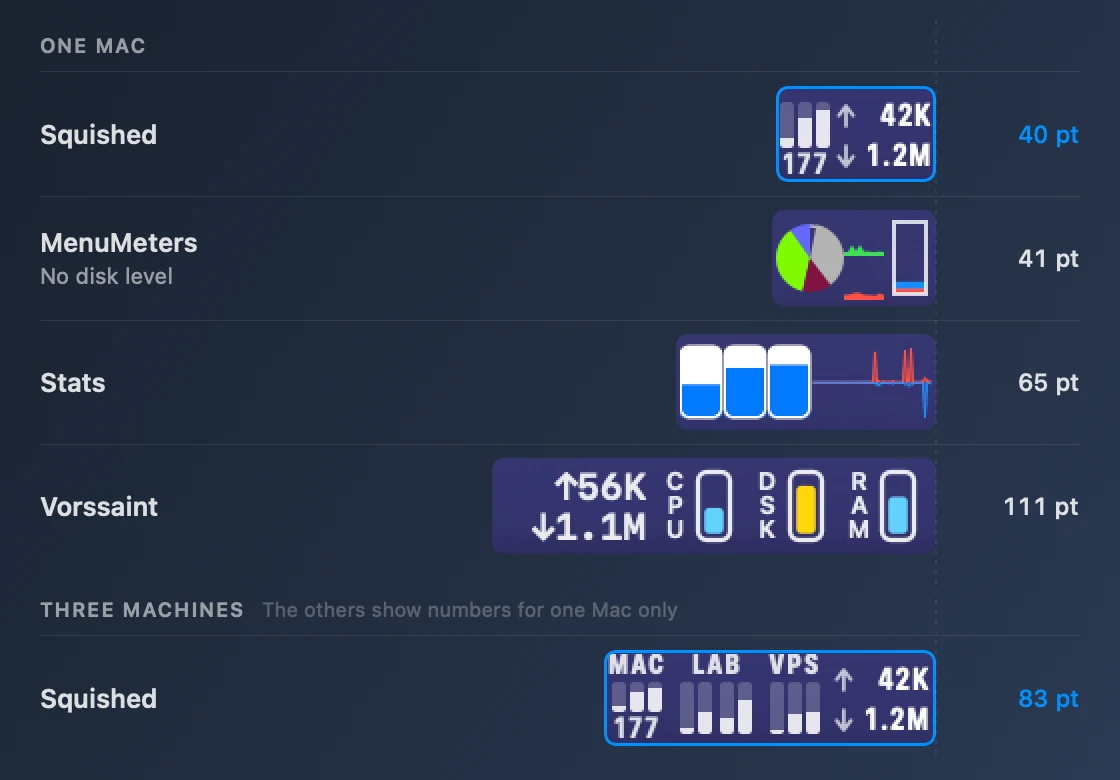 ONE MAC
Squished
42K
177
1.2M
40 pt
MenuMeters
No disk level
41 pt
Stats
65 pt
Vorssaint
↑56K
↓1.1M
CPU
DSK
RAM
111 pt
THREE MACHINES The others show numbers for one Mac only
Squished
MAC LAB VPS
↑ 42K
177
↓ 1.2M
83 pt